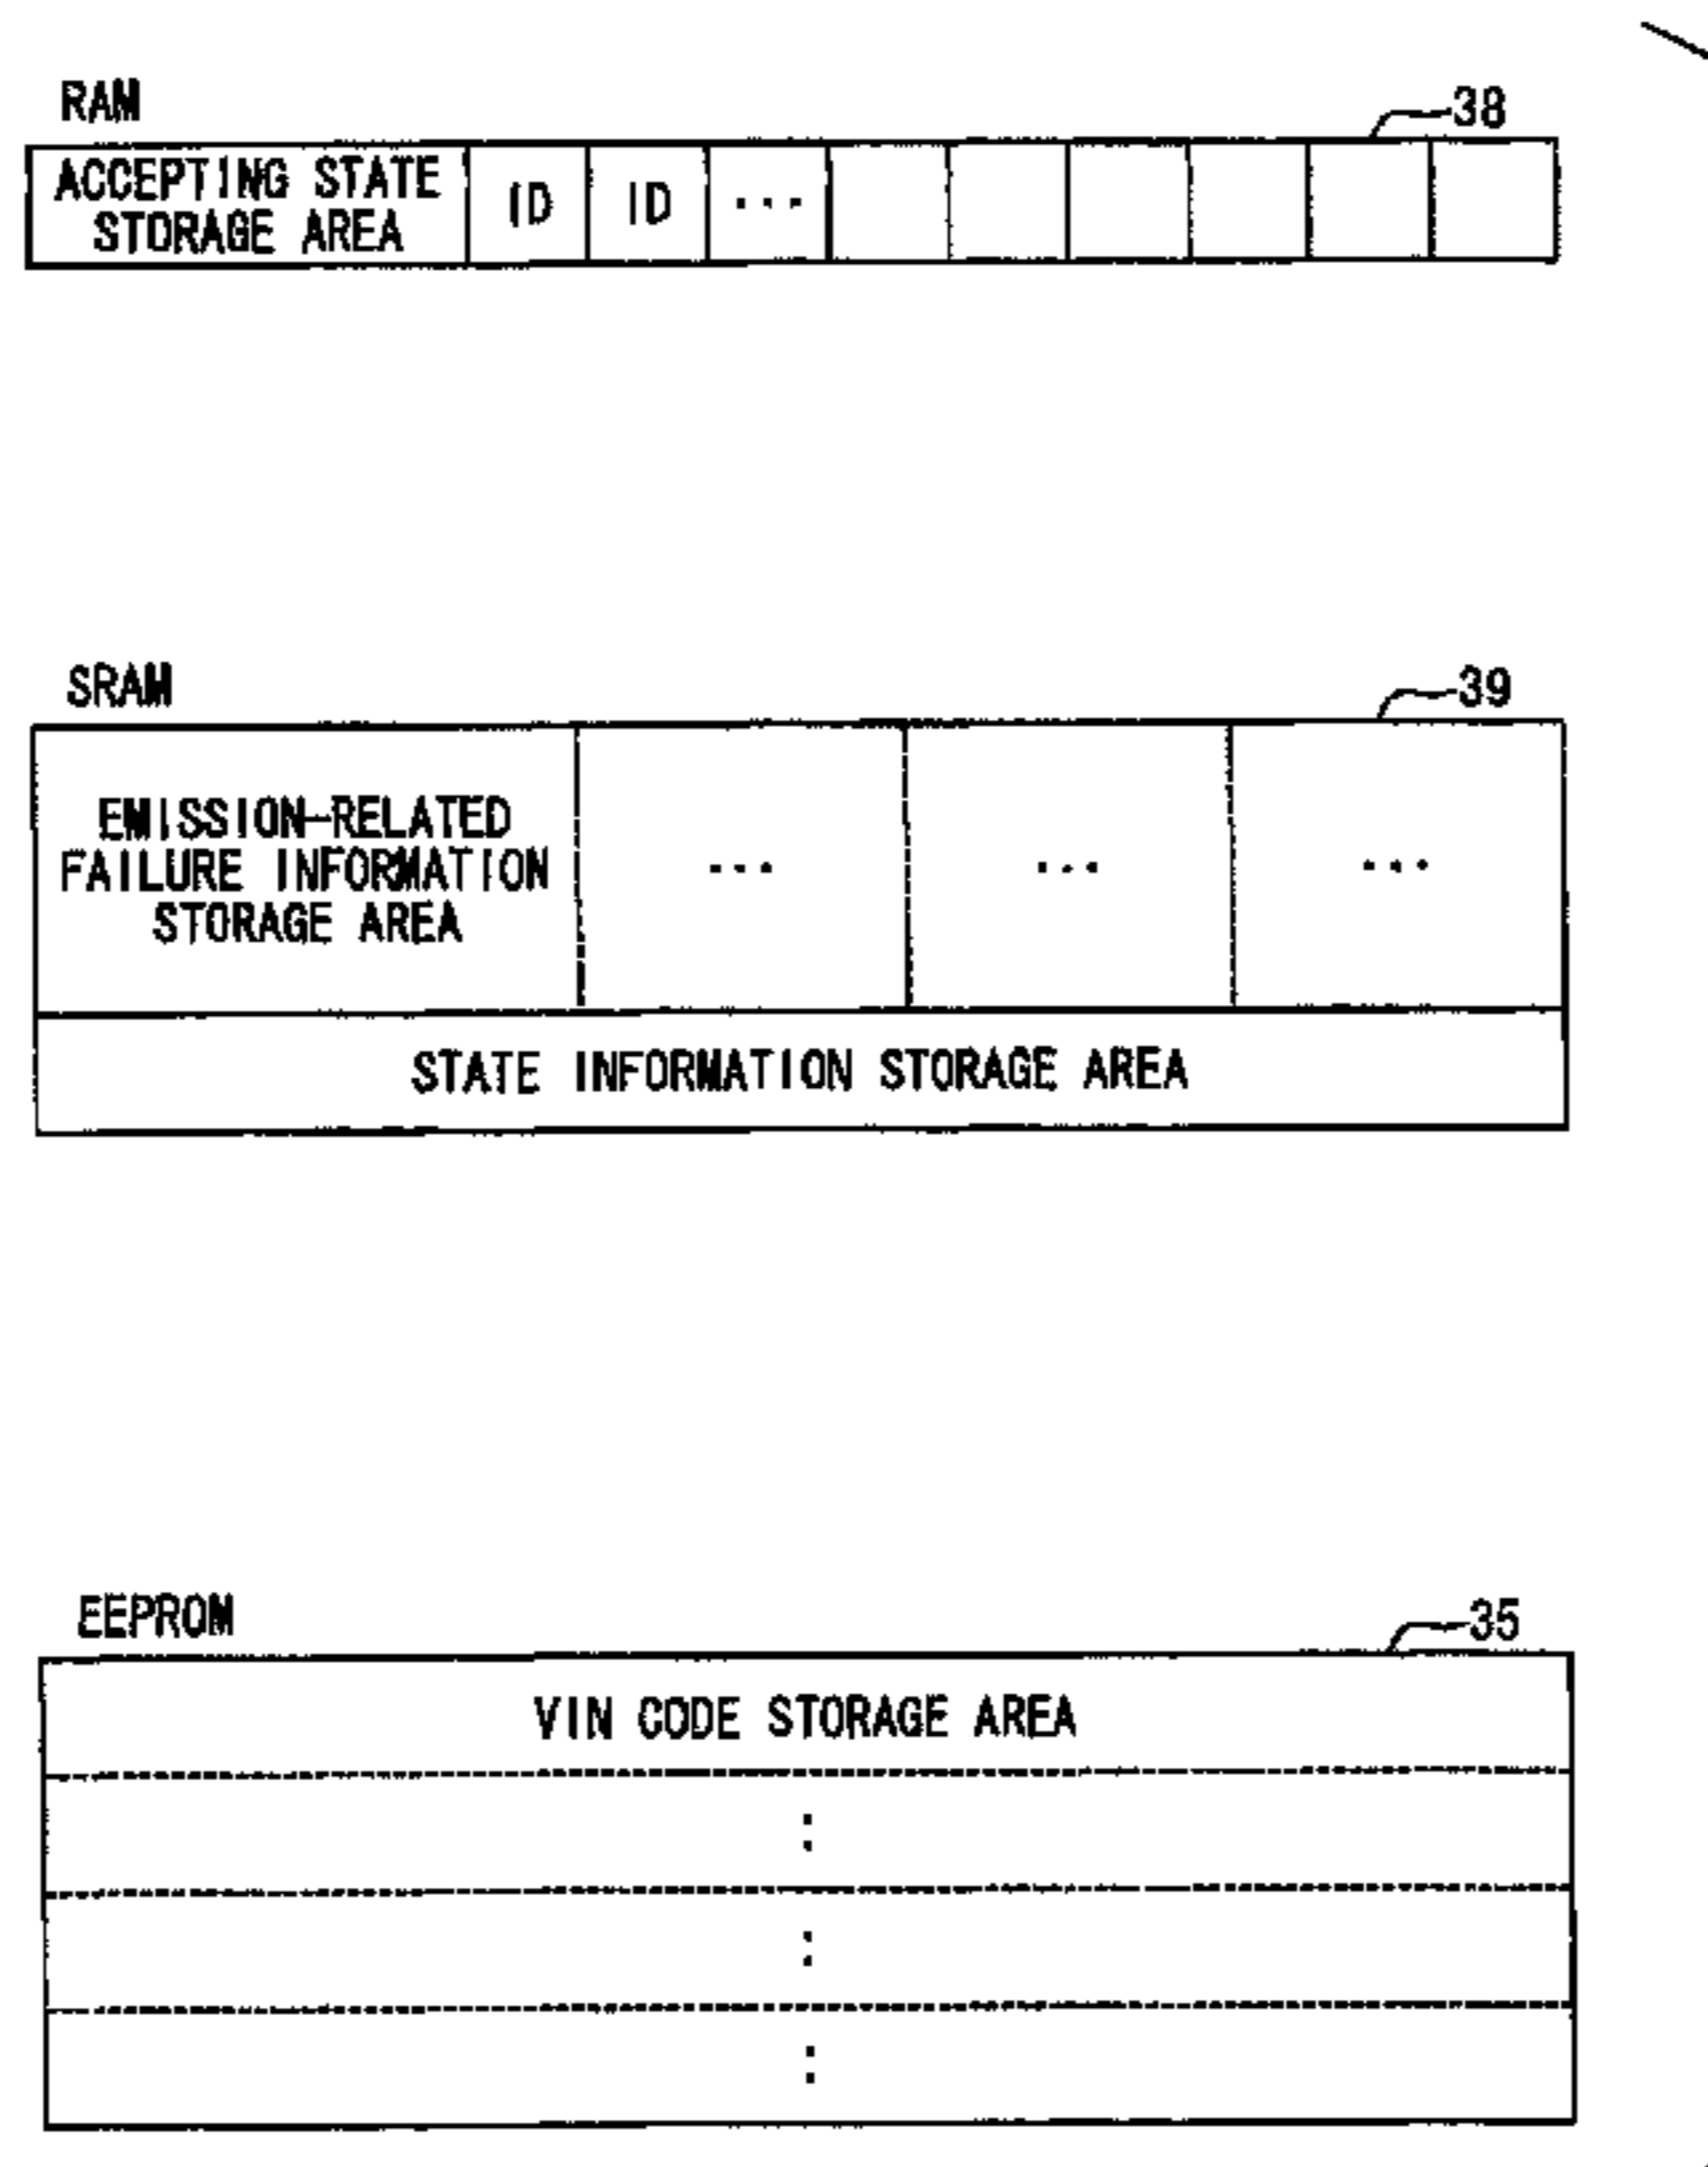 RAM
38
ACCEPTING STATE
STORAGE AREA
ID
ID
...
SRAM
39
EMISSION-RELATED
FAILURE INFORMATION
STORAGE AREA
...
...
...
STATE INFORMATION STORAGE AREA
EEPROM
35
VIN CODE STORAGE AREA
:
:
: